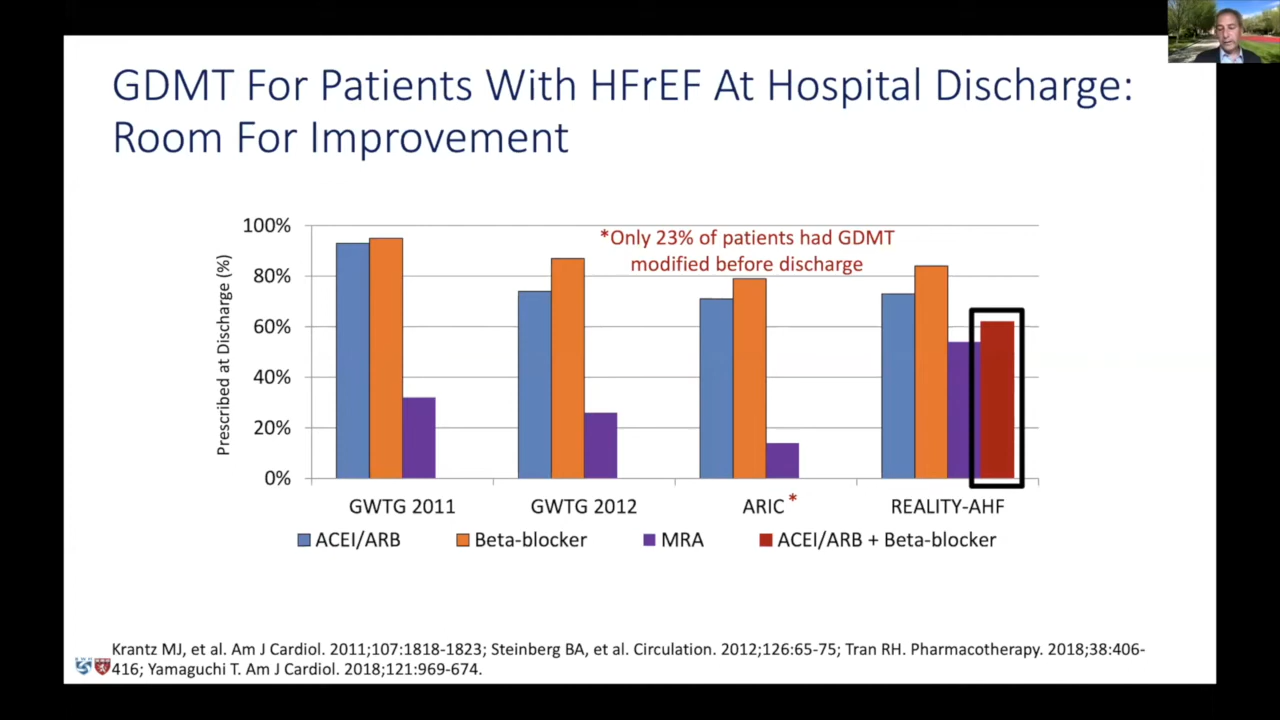 GDMT For Patients With HFrEF At Hospital Discharge:
Room For Improvement
Prescribed at Discharge (%)
100%
80%
60%
40%
20%
0%
*Only 23% of patients had GDMT
modified before discharge
GWTG 2011
GWTG 2012
ARIC *
REALITY-AHF
ACEI/ARB
Beta-blocker
MRA
ACEI/ARB + Beta-blocker
Krantz MJ, et al. Am J Cardiol. 2011;107:1818-1823; Steinberg BA, et al. Circulation. 2012;126:65-75; Tran RH. Pharmacotherapy. 2018;38:406-
416; Yamaguchi T. Am J Cardiol. 2018;121:969-674.